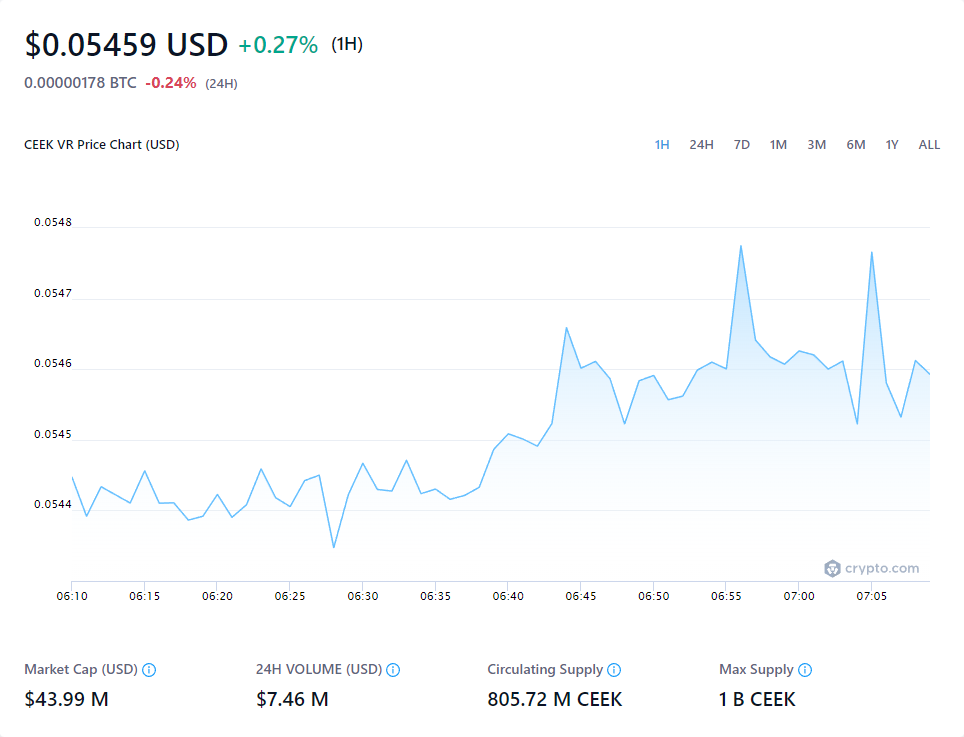 $0.05459 USD +0.27% (1H)
0.00000178 BTC -0.24% (24H)
CEEK VR Price Chart (USD) 1H 24H 7D 1M 3M 6M 1Y ALL
0.0548
0.0547
0.0546
0.0545
0.0544
crypto.com
06:10 06:15 06:20 06:25 06:30 06:35 06:40 06:45 06:50 06:55 07:00 07:05
Market Cap (USD) 24H VOLUME (USD) Circulating Supply Max Supply
$43.99 M $7.46 M 805.72 M CEEK 1 B CEEK